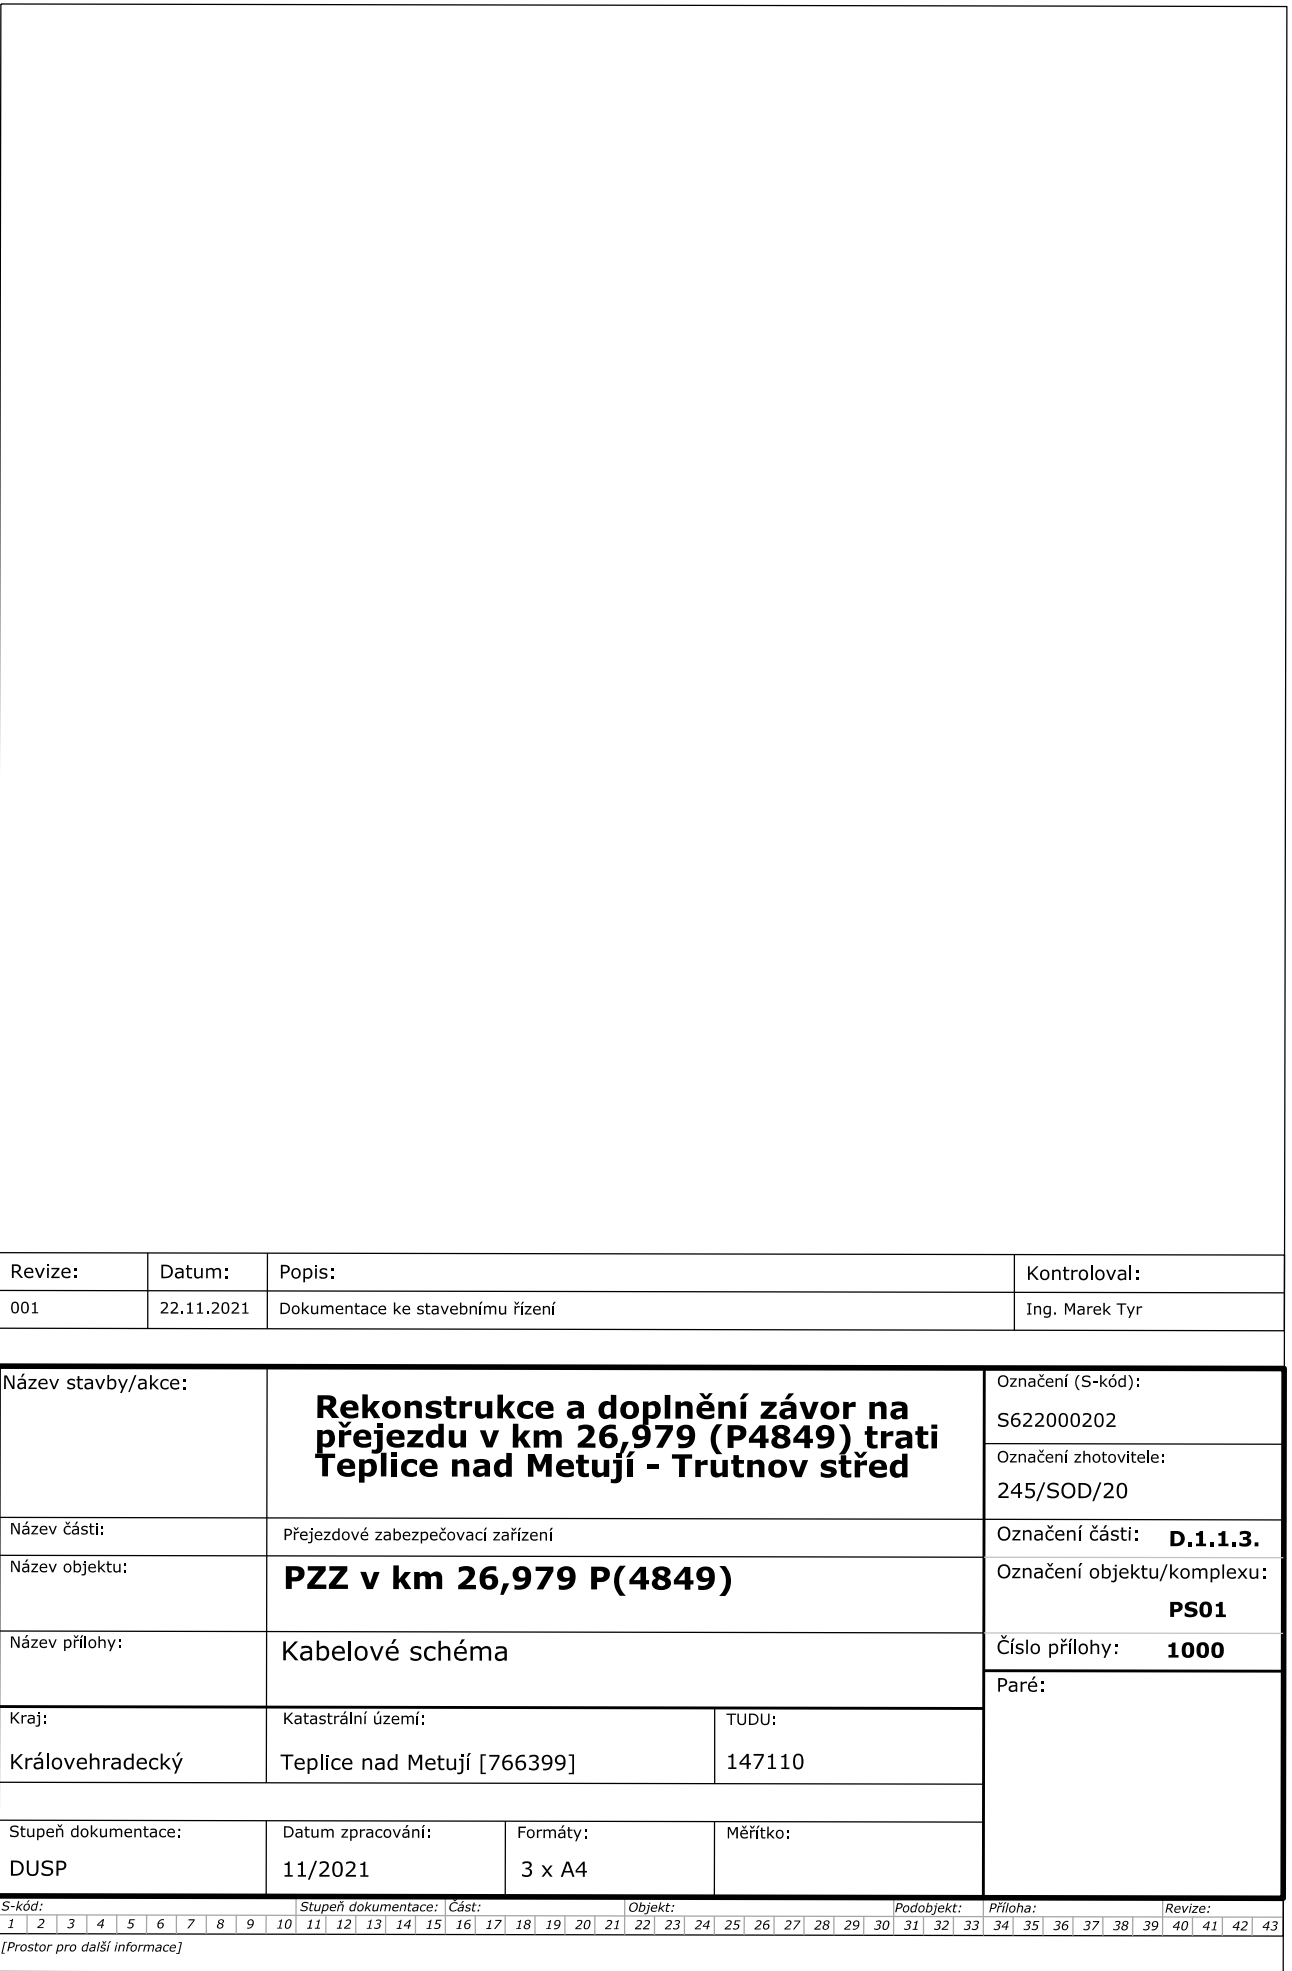 Revize: Datum: Popis: Kontroloval:
001 22.11.2021 Dokumentace ke stavebnímu řízení Ing. Marek Tyr
Název stavby/akce:
Rekonstrukce a doplnění závor na
přejezdu v km 26,979 (P4849) trati
Teplice nad Metují - Trutnov střed
Označení (S-kód):
S622000202
Označení zhotovitele:
245/SOD/20
Název části: Přejezdové zabezpečovací zařízení Označení části: D.1.1.3.
Název objektu: PZZ v km 26,979 P(4849) Označení objektu/komplexu:
PS01
Název přílohy: Kabelové schéma Číslo přílohy: 1000
Paré:
Kraj: Katastrální území: TUDU:
Královehradecký Teplice nad Metují [766399] 147110
Stupeň dokumentace: Datum zpracování: Formáty: Měřítko:
DUSP 11/2021 3 x A4
S-kód: Stupeň dokumentace: Část: Objekt: Podobjekt: Příloha: Revize:
1 2 3 4 5 6 7 8 9 10 11 12 13 14 15 16 17 18 19 20 21 22 23 24 25 26 27 28 29 30 31 32 33 34 35 36 37 38 39 40 41 42 43
[Prostor pro další informace]